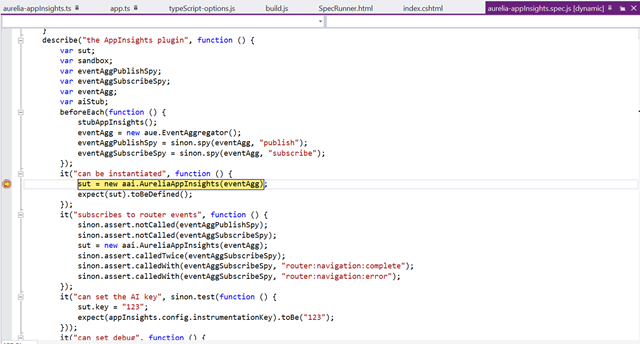 aurelia-appInsights.ts app.ts typeScript-options.js build.js SpecRunner.html index.cshtml aurelia-appInsights.spec.js [dynamic]
}
describe("the AppInsights plugin", function () {
var sut;
var sandbox;
var eventAggPublishSpy;
var eventAggSubscribeSpy;
var eventAgg;
var aiStub;
beforeEach(function () {
stubAppInsights();
eventAgg = new aue.EventAggregator();
eventAggPublishSpy = sinon.spy(eventAgg, "publish");
eventAggSubscribeSpy = sinon.spy(eventAgg, "subscribe");
});
it("can be instantiated", function () {
sut = new aai.AureliaAppInsights(eventAgg);
expect(sut).toBeDefined();
});
it("subscribes to router events", function () {
sinon.assert.notCalled(eventAggPublishSpy);
sinon.assert.notCalled(eventAggSubscribeSpy);
sut = new aai.AureliaAppInsights(eventAgg);
sinon.assert.calledTwice(eventAggSubscribeSpy);
sinon.assert.calledWith(eventAggSubscribeSpy, "router:navigation:complete");
sinon.assert.calledWith(eventAggSubscribeSpy, "router:navigation:error");
});
it("can set the AI key", sinon.test(function () {
sut.key = "123";
expect(appInsights.config.instrumentationKey).toBe("123");
}));
it("can set debug", function () {